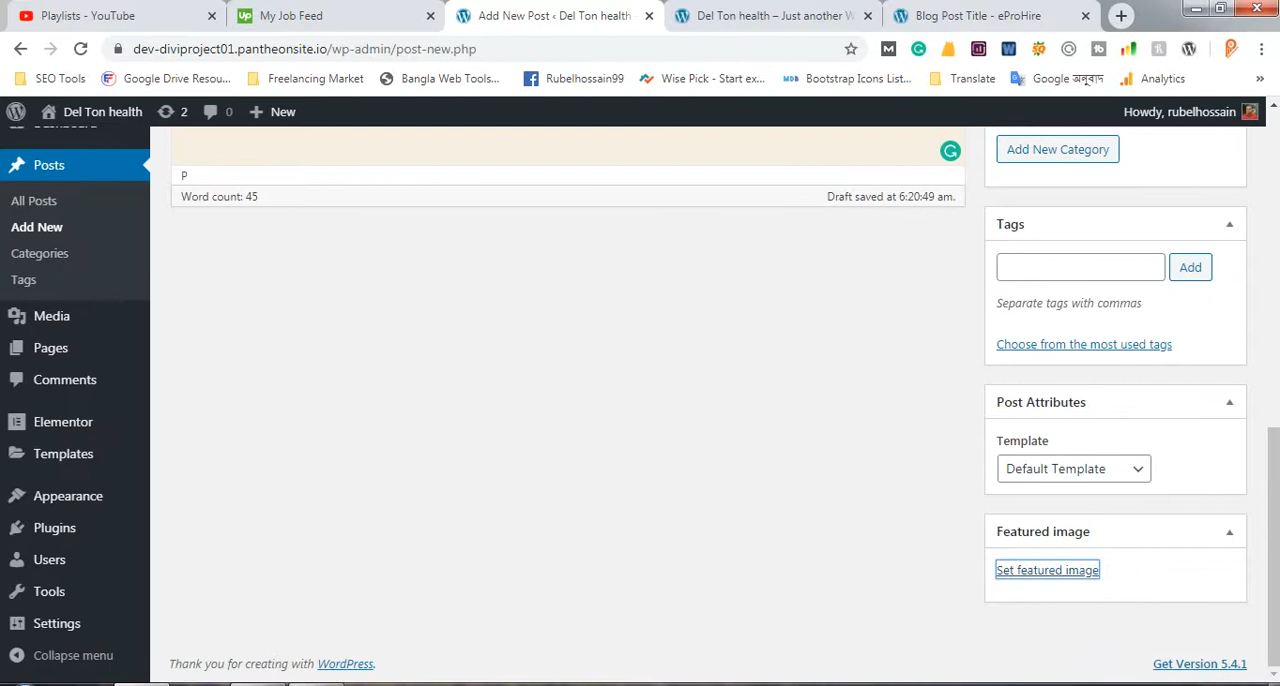 Playlists - YouTube
My Job Feed
Add New Post ‹ Del Ton health
Del Ton health – Just another W
Blog Post Title - eProHire
dev-diviproject01.pantheonsite.io/wp-admin/post-new.php
SEO Tools
Google Drive Resou...
Freelancing Market
Bangla Web Tools...
Rubelhossain99
Wise Pick - Start ex...
Bootstrap Icons List...
Translate
Google অনুবাদ
Analytics
»
Del Ton health
2
0
New
Howdy, rubelhossain
Posts
All Posts
Add New
Categories
Tags
Media
Pages
Comments
Elementor
Templates
Appearance
Plugins
Users
Tools
Settings
Collapse menu
P
Word count: 45
Draft saved at 6:20:49 am.
Add New Category
Tags
Add
Separate tags with commas
Choose from the most used tags
Post Attributes
Template
Default Template
Featured image
Set featured image
Thank you for creating with WordPress.
Get Version 5.4.1